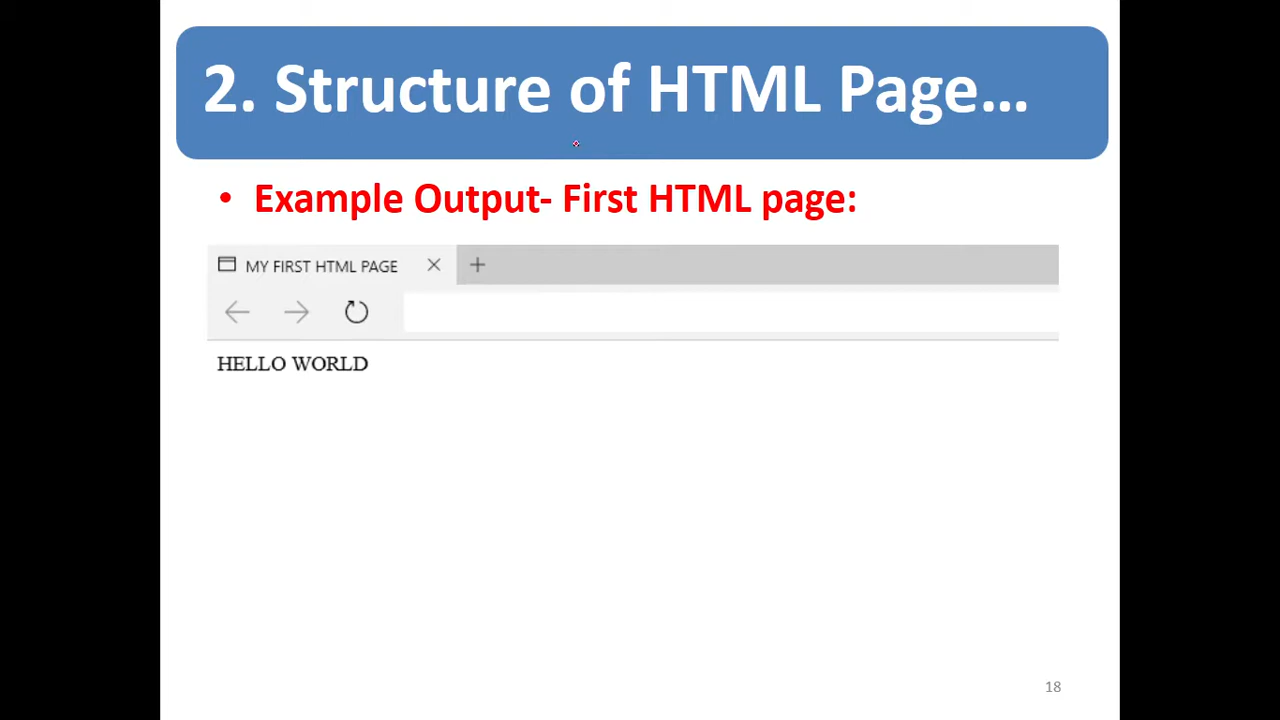 2. Structure of HTML Page...
• Example Output- First HTML page:
MY FIRST HTML PAGE
HELLO WORLD
18